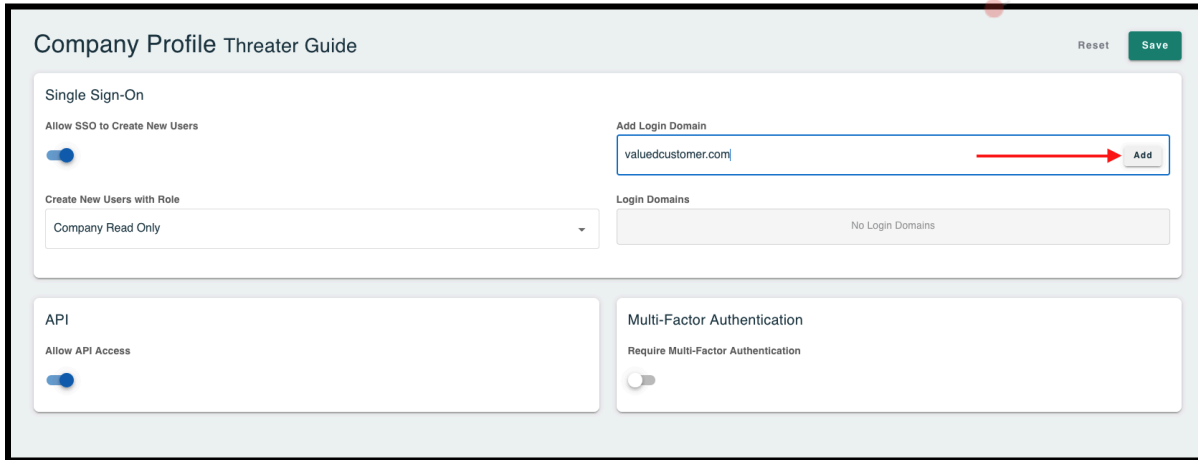 Company Profile Threater Guide
Reset
Save
Single Sign-On
Allow SSO to Create New Users
Add Login Domain
valuedcustomer.com
Add
Create New Users with Role
Login Domains
Company Read Only
No Login Domains
API
Multi-Factor Authentication
Allow API Access
Require Multi-Factor Authentication